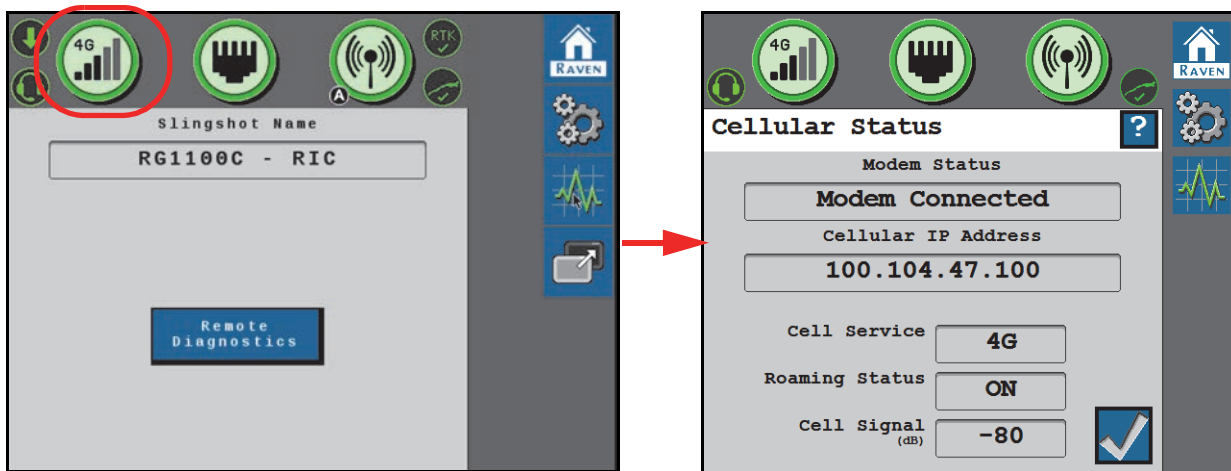 4G
RTK
A
RAVEN
Slingshot Name
RG1100C - RIC
Remote
Diagnostics
4G
RAVEN
Cellular Status
?
Modem Status
Modem Connected
Cellular IP Address
100.104.47.100
Cell Service
4G
Roaming Status
ON
Cell Signal
(dB)
-80